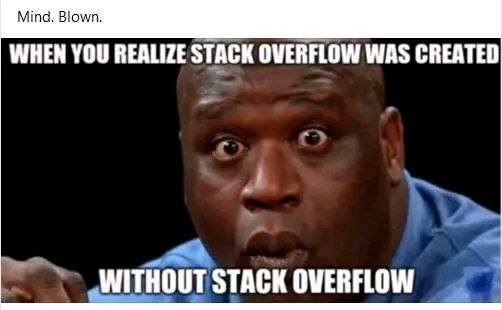 Mind. Blown.
WHEN YOU REALIZE STACK OVERFLOW WAS CREATED
WITHOUT STACK OVERFLOW